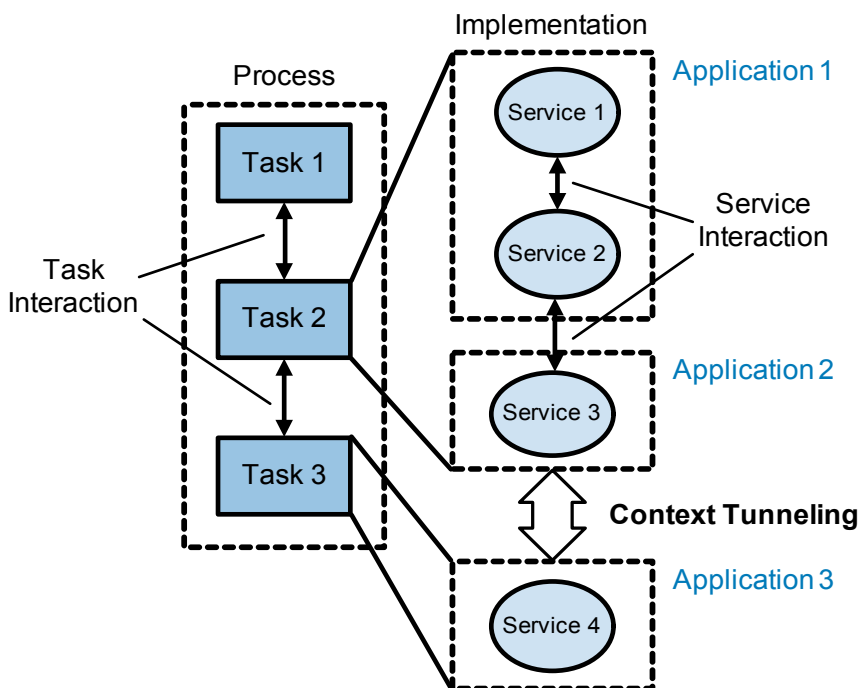 Implementation
Process
Application 1
Service 1
Task 1
Service
Interaction
Service 2
Task
Interaction
Task 2
Application 2
Service 3
Task 3
Context Tunneling
Application 3
Service 4